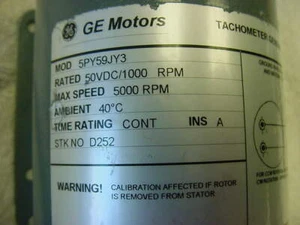 GE Motors
TACHOMETER
MOD 5PY59JY3
RATED 50VDC/1000 RPM
MAX SPEED 5000 RPM
AMBIENT 40°C
TIME RATING CONT INS A
STK NO D252
WARNING! CALIBRATION AFFECTED IF ROTOR
IS REMOVED FROM STATOR.